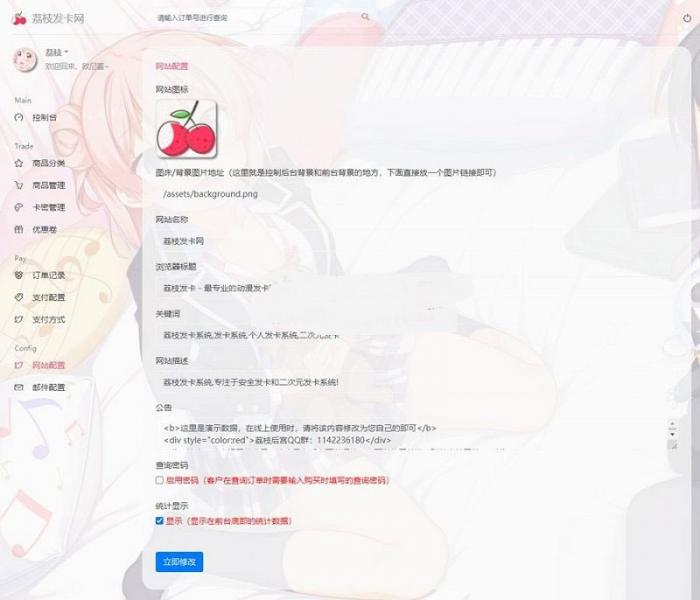 荔枝发卡网
请输入订单号进行查询
荔枝
欢迎回来，欧尼酱~
Main
控制台
Trade
商品分类
商品管理
卡密管理
优惠卷
Pay
订单记录
支付配置
支付方式
Config
网站配置
邮件配置
网站配置
网站图标
图床/背景图片地址（这里就是控制后台背景和前台背景的地方，下面直接放一个图片链接即可）
/assets/background.png
网站名称
荔枝发卡网
浏览器标题
荔枝发卡 - 最专业的动漫发卡
关键词
荔枝发卡系统,发卡系统,个人发卡系统,二次元发卡
网站描述
荔枝发卡系统,专注于安全发卡和二次元发卡系统!
公告
<b>这里是演示数据，在线上使用时，请将该内容修改为您自己的即可</b>
<div style="color:red">荔枝后宫QQ群：1142236180</div>
查询密码
启用密码（客户在查询订单时需要输入购买时填写的查询密码）
统计显示
显示（显示在前台底部的统计数据）
立即修改